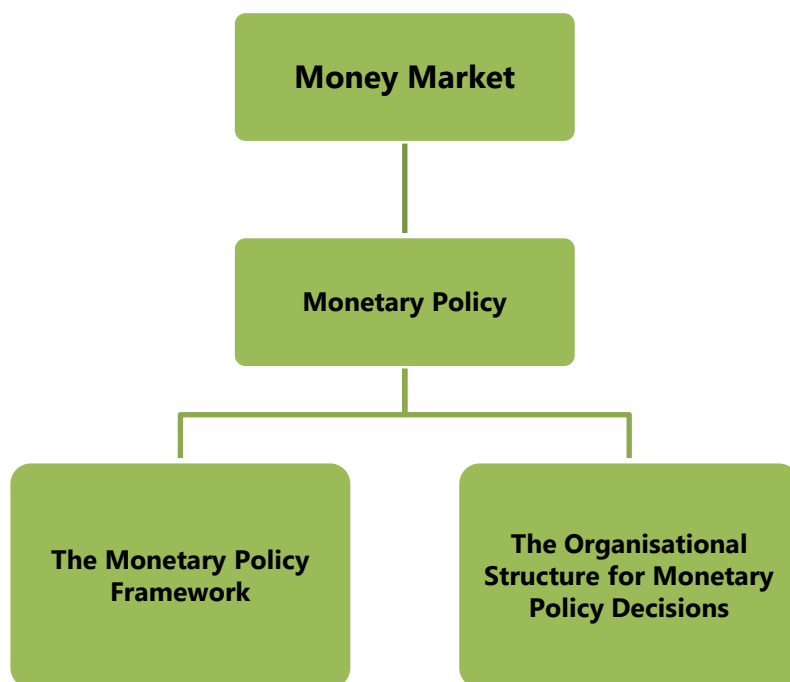 Money Market
Monetary Policy
The Monetary Policy
Framework
The Organisational
Structure for Monetary
Policy Decisions